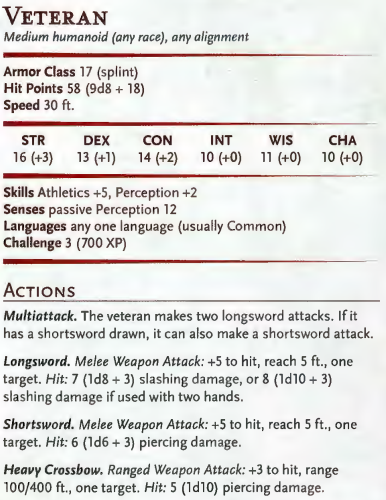 VETERAN
Medium humanoid (any race), any alignment
Armor Class 17 (splint)
Hit Points 58 (9d8 + 18)
Speed 30 ft.
STR DEX CON INT WIS CHA
16 (+3) 13 (+1) 14 (+2) 10 (+0) 11 (+0) 10 (+0)
Skills Athletics +5, Perception +2
Senses passive Perception 12
Languages any one language (usually Common)
Challenge 3 (700 XP)
ACTIONS
Multiattack. The veteran makes two longsword attacks. If it
has a shortsword drawn, it can also make a shortsword attack.
Longsword. Melee Weapon Attack: +5 to hit, reach 5 ft., one
target. Hit: 7 (1d8 + 3) slashing damage, or 8 (1d10 + 3)
slashing damage if used with two hands.
Shortsword. Melee Weapon Attack: +5 to hit, reach 5 ft., one
target. Hit: 6 (1d6 + 3) piercing damage.
Heavy Crossbow. Ranged Weapon Attack: +3 to hit, range
100/400 ft., one target. Hit: 5 (1d10) piercing damage.